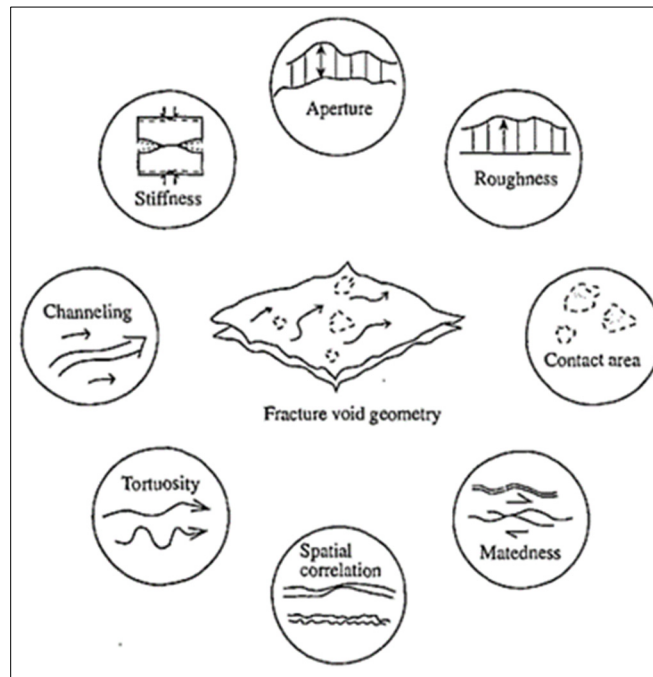 Aperture
Stiffness
Roughness
Channeling
Contact area
Fracture void geometry
Tortuosity
Spatial
correlation
Matedness